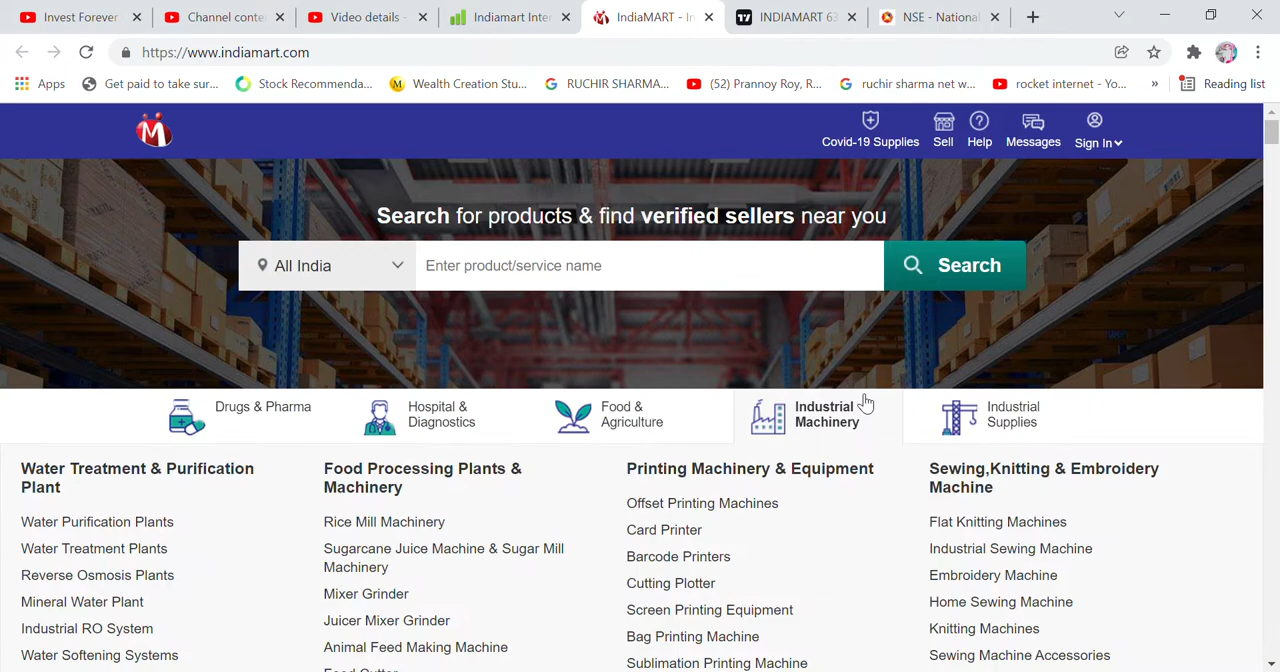 Invest Forever
Channel conte
Video details -
Indiamart Inter
IndiaMART - In
INDIAMART 63
NSE - National
https://www.indiamart.com
Apps
Get paid to take sur...
Stock Recommenda...
Wealth Creation Stu...
RUCHIR SHARMA...
(52) Prannoy Roy, R...
ruchir sharma net w...
rocket internet - Yo...
»
Reading list
Covid-19 Supplies
Sell
Help
Messages
Sign In
Search for products & find verified sellers near you
All India
Enter product/service name
Search
Drugs & Pharma
Hospital &
Diagnostics
Food &
Agriculture
Industrial
Machinery
Industrial
Supplies
Water Treatment & Purification
Plant
Water Purification Plants
Water Treatment Plants
Reverse Osmosis Plants
Mineral Water Plant
Industrial RO System
Water Softening Systems
Food Processing Plants &
Machinery
Rice Mill Machinery
Sugarcane Juice Machine & Sugar Mill
Machinery
Mixer Grinder
Juicer Mixer Grinder
Animal Feed Making Machine
Food Cutter
Printing Machinery & Equipment
Offset Printing Machines
Card Printer
Barcode Printers
Cutting Plotter
Screen Printing Equipment
Bag Printing Machine
Sublimation Printing Machine
Sewing,Knitting & Embroidery
Machine
Flat Knitting Machines
Industrial Sewing Machine
Embroidery Machine
Home Sewing Machine
Knitting Machines
Sewing Machine Accessories